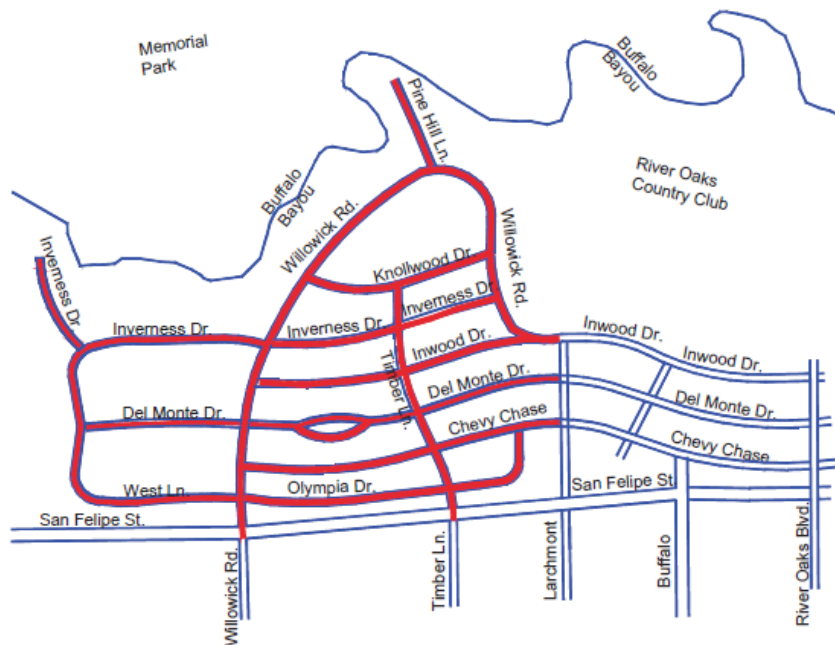 Memorial
Park
Buffalo
Bayou
Pine Hill Ln.
River Oaks
Country Club
Buffalo
Bayou
Willowick Rd.
Willowick Rd.
Inverness Dr
Knollwood Dr.
Inverness Dr
Inverness Dr.
Inverness Dr.
Inwood Dr.
Inwood Dr.
Inwood Dr.
Timber Ln.
Del Monte Dr.
Del Monte Dr.
Del Monte Dr.
Chevy Chase
Chevy Chase
West Ln.
Olympia Dr.
San Felipe St.
San Felipe St.
Willowick Rd.
Timber Ln.
Larchmont
Buffalo
River Oaks Blvd.